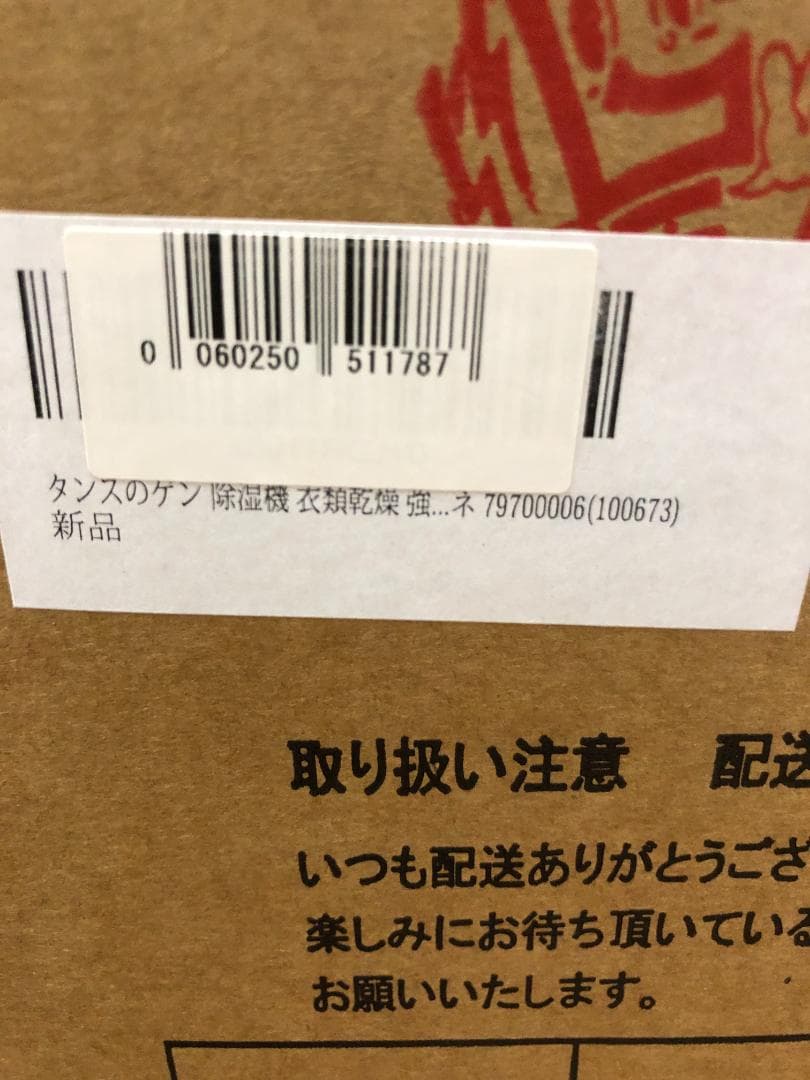 0 060250 511787
タンスのゲン 除湿機 衣類乾燥 強...ネ 79700006(100673)
新品
取り扱い注意 配送
いつも配送ありがとうござ
楽しみにお待ち頂いている
お願いいたします。